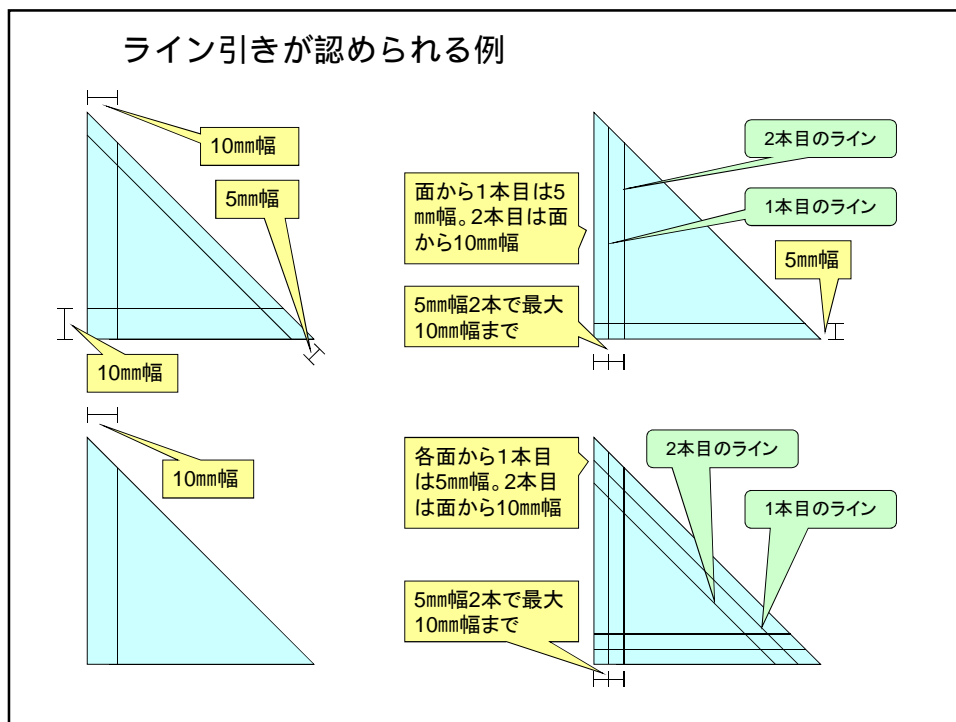 ライン引きが認められる例
10㎜幅
5㎜幅
10㎜幅
面から1本目は5
㎜幅。2本目は面
から10㎜幅
2本目のライン
1本目のライン
5㎜幅
5㎜幅2本で最大
10㎜幅まで
10㎜幅
各面から1本目
は5㎜幅。2本目
は面から10㎜幅
2本目のライン
1本目のライン
5㎜幅2本で最大
10㎜幅まで